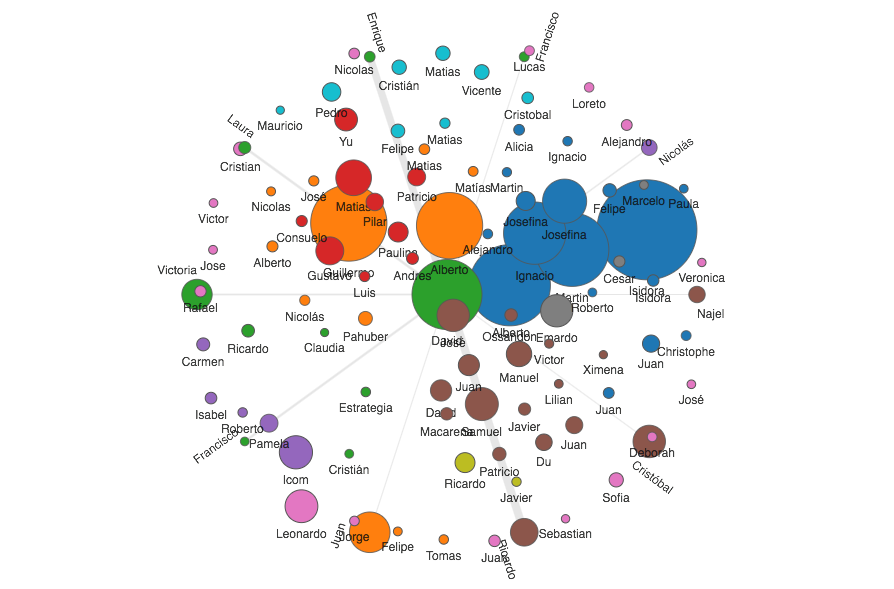 Enrique
Francisco
Nicolas
Cristián
Matias
Vicente
Lucas
Loreto
Pedro
Mauricio
Cristobal
Laura
Yu
Felipe
Matias
Alicia
Ignacio
Alejandro
Nicolás
Cristian
Matias
Nicolas
José
Matias
Patricio
Matias
Martin
Felipe
Marcelo
Paula
Victor
Consuelo
Pilar
Josefina
Josefina
Alberto
Paulina
Alejandro
Jose
Victoria
Gustavo
Guillermo
Andres
Alberto
Ignacio
Cesar
Isidora
Isidora
Veronica
Rafael
Luis
Martin
Roberto
Najel
Nicolás
Pahuber
David
José
Alberto
Ossandon
Emardo
Carmen
Ricardo
Claudia
Victor
Ximena
Juan
Christophe
Juan
Manuel
Isabel
Estrategia
Lilian
Juan
José
Roberto
David
Macarena
Samuel
Javier
Juan
Francisco
Pamela
Du
Deborah
Icom
Cristián
Ricardo
Patricio
Cristóbal
Javier
Sofia
Leonardo
Juan
Jorge
Felipe
Tomas
Juan
Ricardo
Sebastian